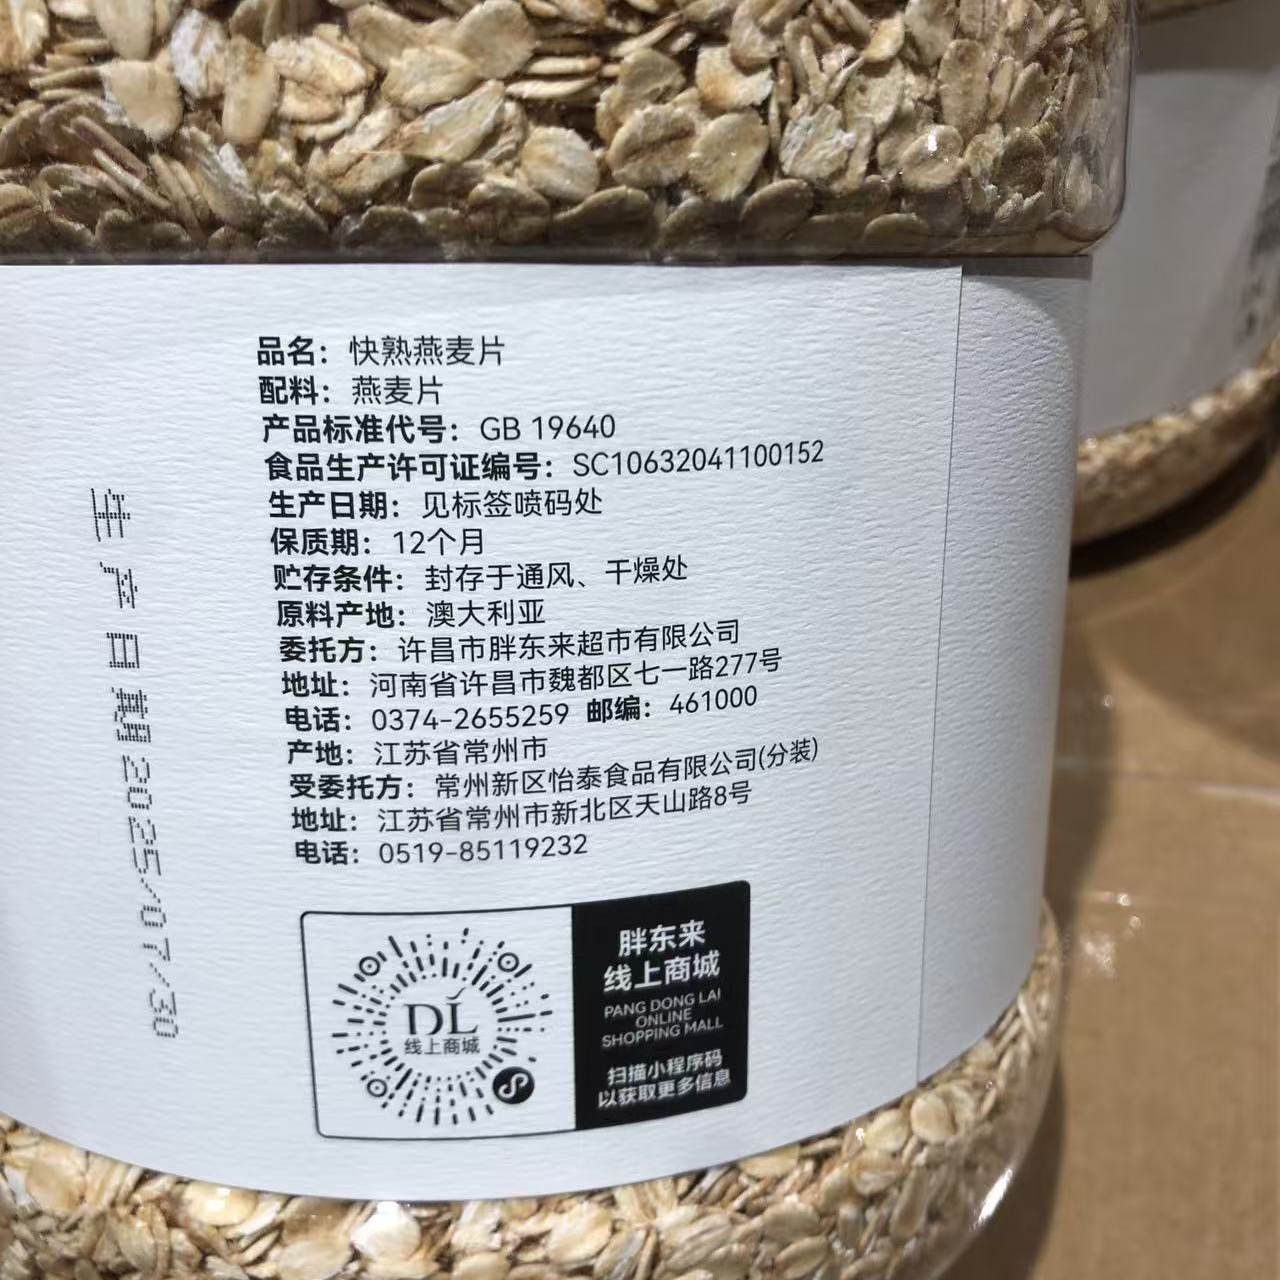 品名：快熟燕麦片
配料：燕麦片
产品标准代号：GB 19640
食品生产许可证编号：SC10632041100152
生产日期：见标签喷码处
保质期：12个月
贮存条件：封存于通风、干燥处
原料产地：澳大利亚
委托方：许昌市胖东来超市有限公司
地址：河南省许昌市魏都区七一路277号
电话：0374-2655259 邮编：461000
产地：江苏省常州市
受委托方：常州新区怡泰食品有限公司(分装)
地址：江苏省常州市新北区天山路8号
电话：0519-85119232
生产日期2025/07/30
DL
线上商城
胖东来
线上商城
PANG DONG LAI
ONLINE
SHOPPING MALL
扫描小程序码
以获取更多信息